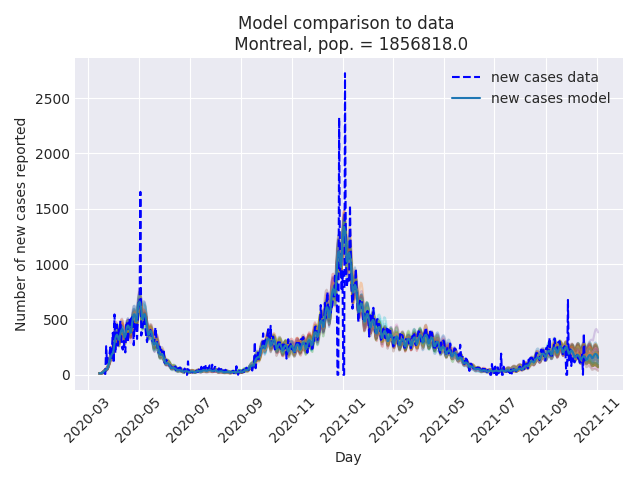 Model comparison to data
Montreal, pop. = 1856818.0
new cases data
new cases model
Number of new cases reported
2500
2000
1500
1000
500
0
2020-03
2020-05
2020-07
2020-09
2020-11
2021-01
2021-03
2021-05
2021-07
2021-09
2021-11
Day